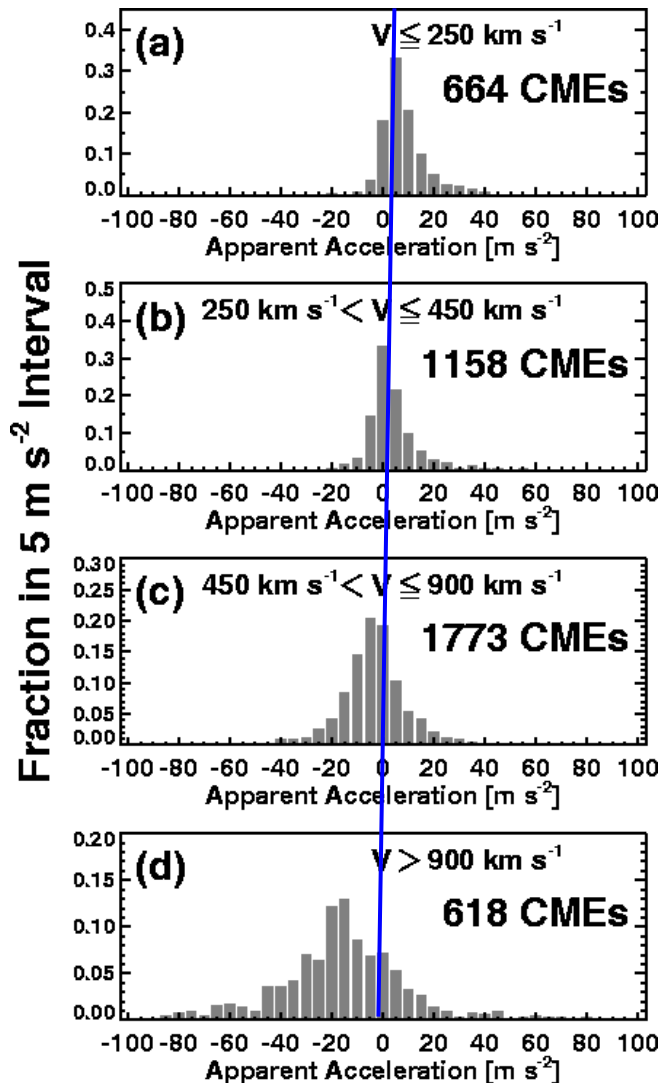 Fraction in 5 m s⁻² Interval
(a)
V ≦ 250 km s⁻¹
664 CMEs
0.4
0.3
0.2
0.1
0.0
-100 -80 -60 -40 -20 0 20 40 60 80 100
Apparent Acceleration [m s⁻²]
(b)
250 km s⁻¹ < V ≦ 450 km s⁻¹
1158 CMEs
0.5
0.4
0.3
0.2
0.1
0.0
-100 -80 -60 -40 -20 0 20 40 60 80 100
Apparent Acceleration [m s⁻²]
(c)
450 km s⁻¹ < V ≦ 900 km s⁻¹
1773 CMEs
0.30
0.25
0.20
0.15
0.10
0.05
0.00
-100 -80 -60 -40 -20 0 20 40 60 80 100
Apparent Acceleration [m s⁻²]
(d)
V > 900 km s⁻¹
618 CMEs
0.20
0.15
0.10
0.05
0.00
-100 -80 -60 -40 -20 0 20 40 60 80 100
Apparent Acceleration [m s⁻²]